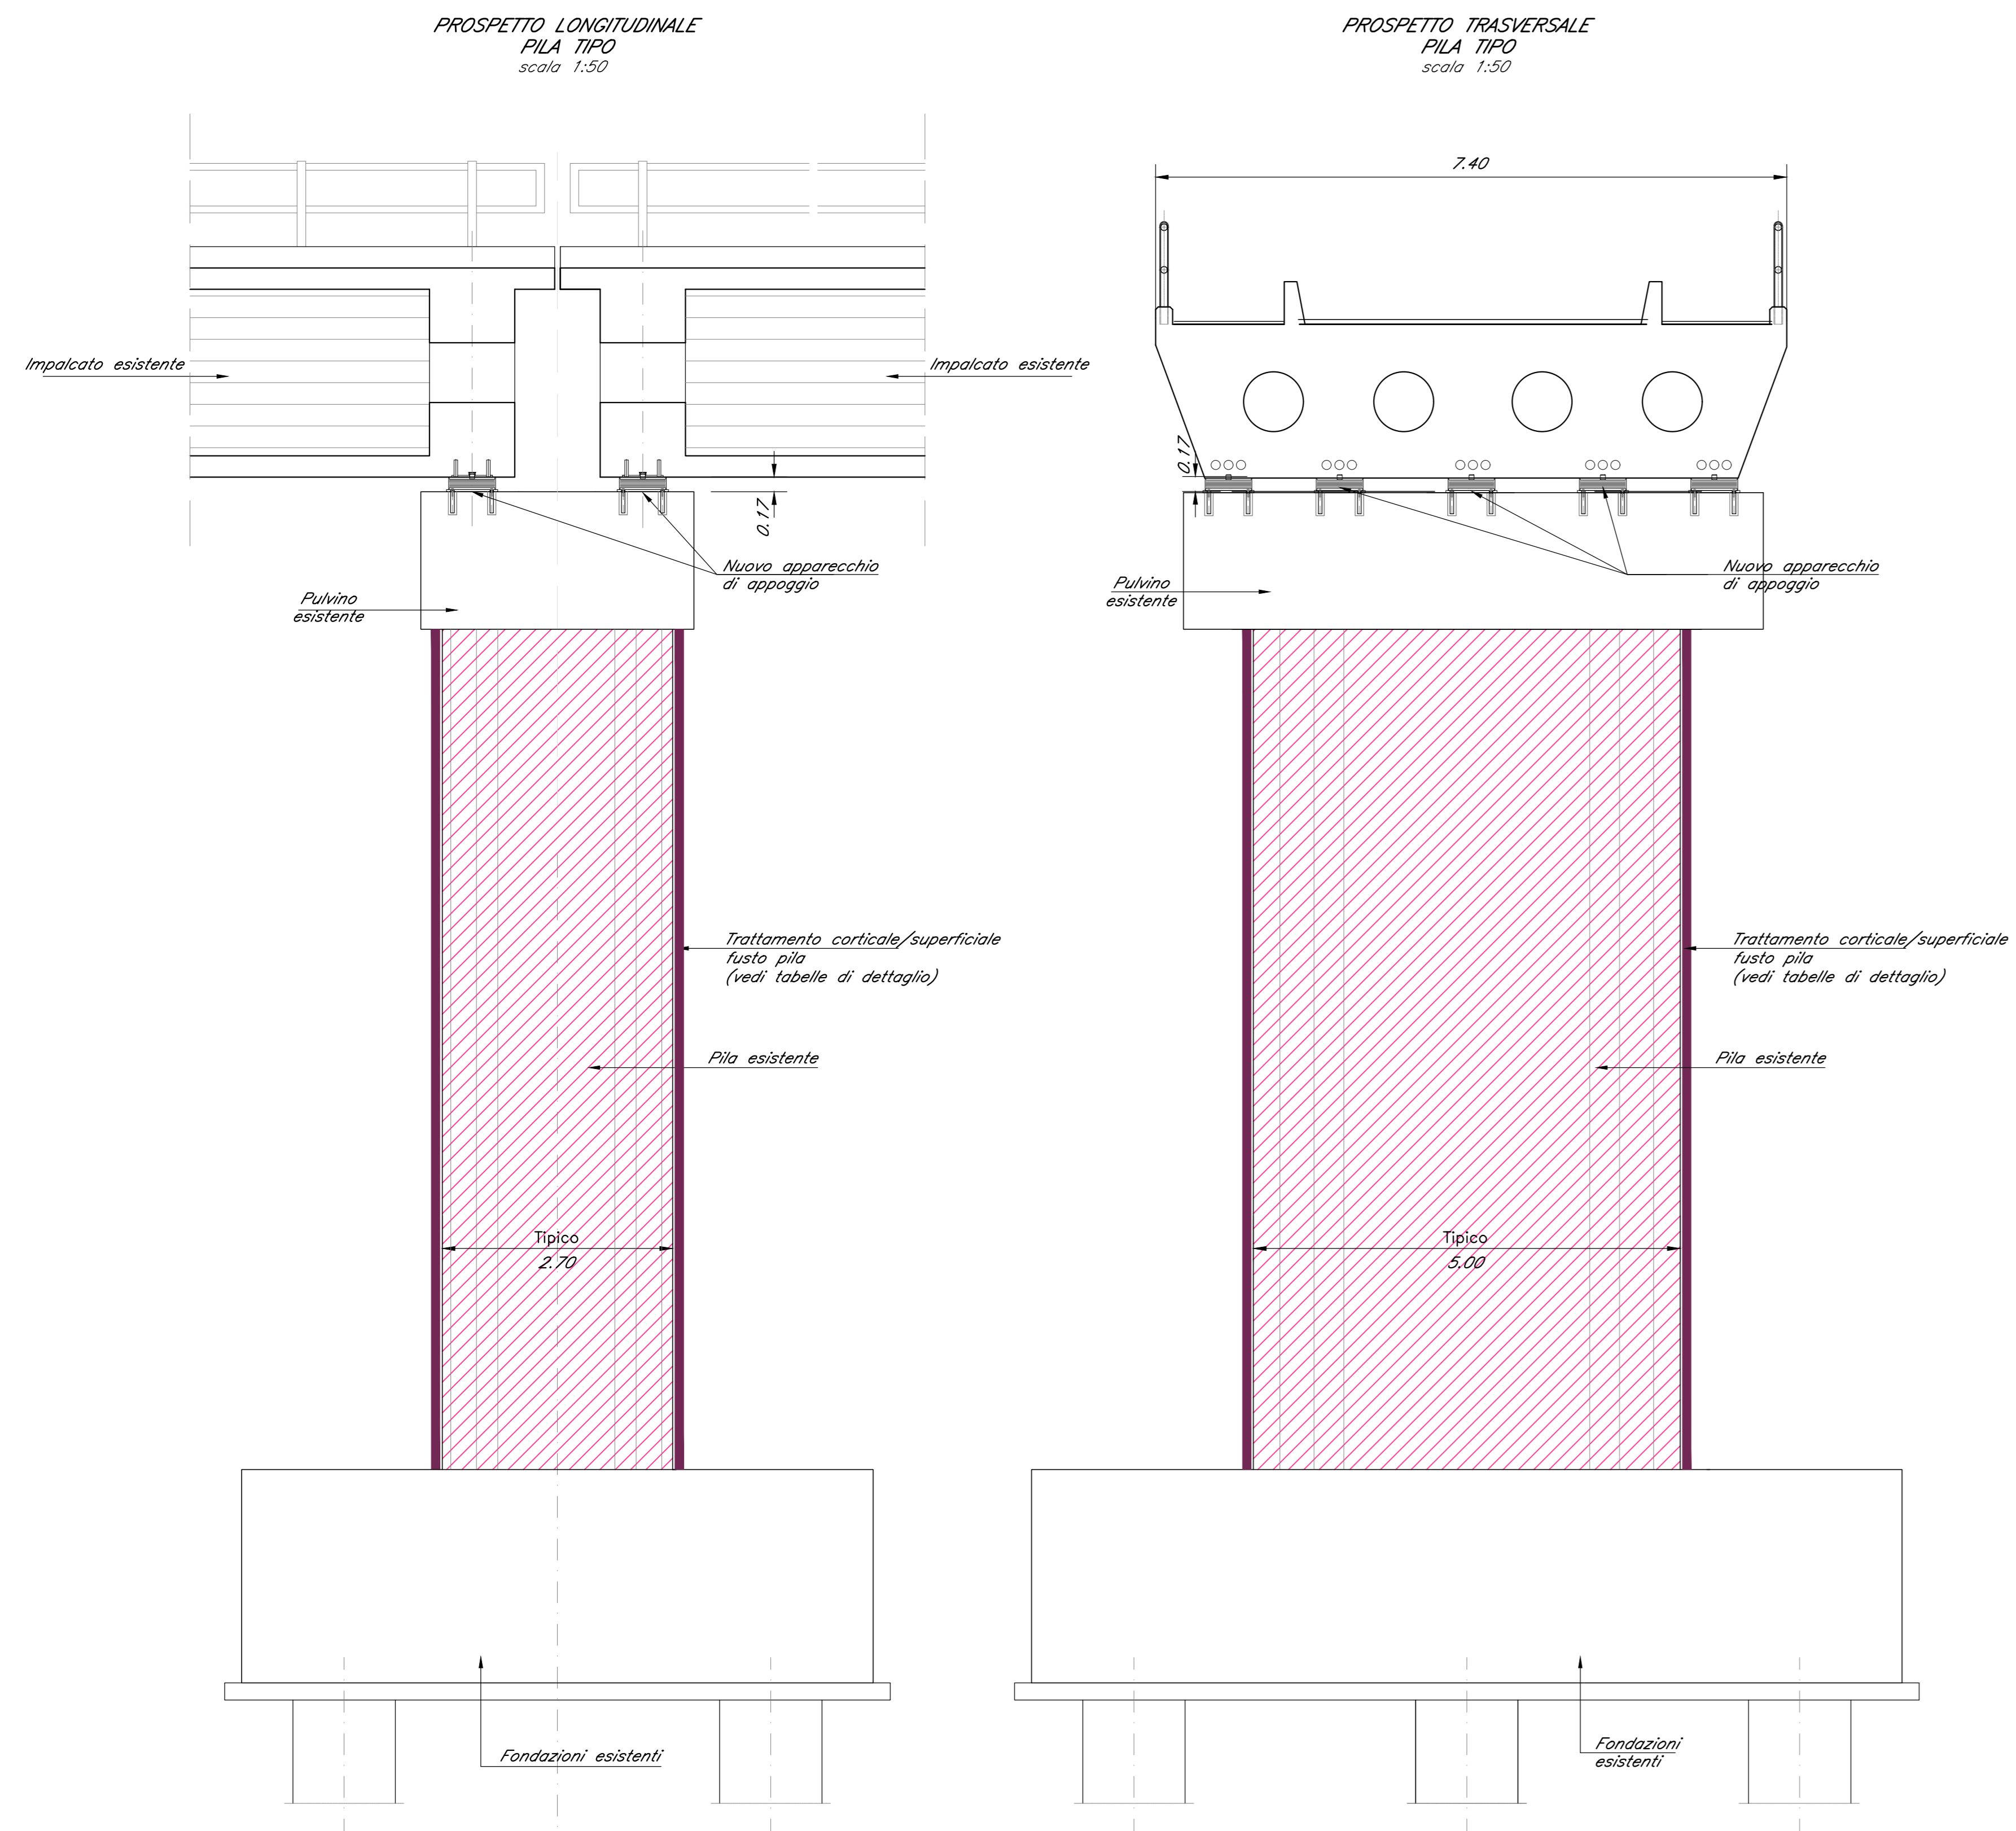 PROSPETTO LONGITUDINALE
PILA TIPO
scala 1:50
Impalcato esistente
Impalcato esistente
0.17
Nuovo apparecchio
di appoggio
Pulvino
esistente
Trattamento corticale/superficiale
fusto pila
(vedi tabelle di dettaglio)
Pila esistente
Tipico
2.70
Fondazioni esistenti
PROSPETTO TRASVERSALE
PILA TIPO
scala 1:50
7.40
0.17
Nuovo apparecchio
di appoggio
Pulvino
esistente
Trattamento corticale/superficiale
fusto pila
(vedi tabelle di dettaglio)
Pila esistente
Tipico
5.00
Fondazioni
esistenti